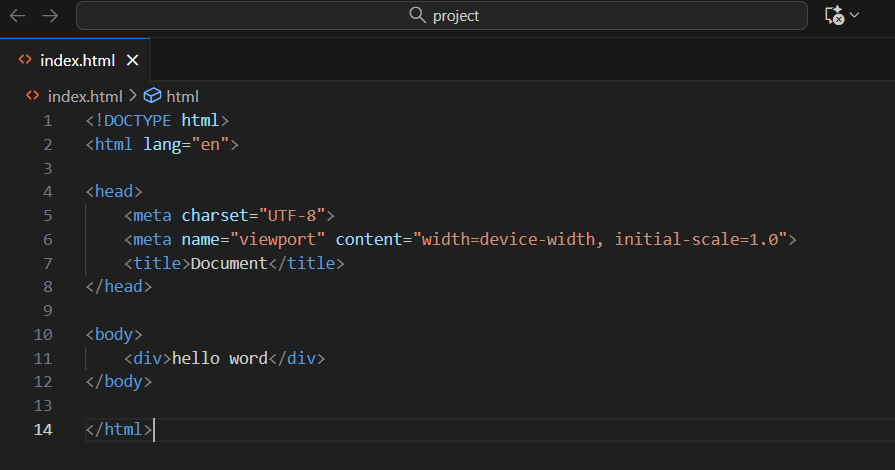 project
index.html
index.html > html
1 <!DOCTYPE html>
2 <html lang="en">
3
4 <head>
5     <meta charset="UTF-8">
6     <meta name="viewport" content="width=device-width, initial-scale=1.0">
7     <title>Document</title>
8 </head>
9
10 <body>
11     <div>hello word</div>
12 </body>
13
14 </html>